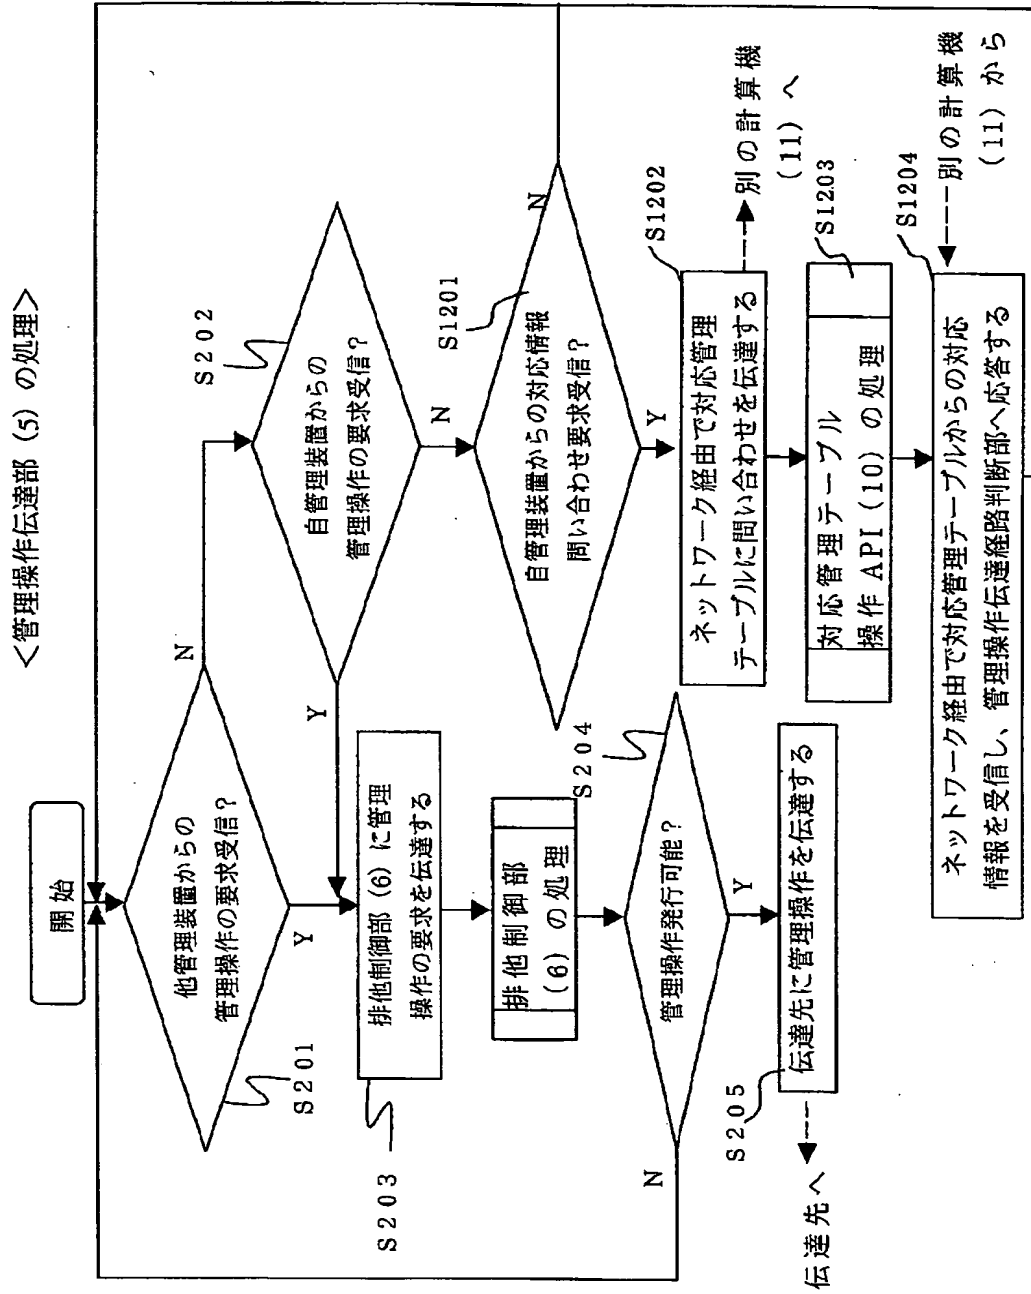 ＜管理操作伝達部（5）の処理＞
開始
他管理装置からの
管理操作の要求受信？
S201
N
Y
自管理装置からの
管理操作の要求受信？
S202
Y
N
排他制御部（6）に管理
操作の要求を伝達する
S203
自管理装置からの対応情報
問い合わせ要求受信？
S1201
N
Y
排他制御部
（6）の処理
管理操作発行可能？
S204
N
Y
ネットワーク経由で対応管理
テーブルに問い合わせを伝達する
S1202
別の計算機
（11）へ
伝達先に管理操作を伝達する
S205
伝達先へ
対応管理テーブル
操作API（10）の処理
S1203
ネットワーク経由で対応管理テーブルからの対応
情報を受信し、管理操作伝達経路判断部へ応答する
S1204
別の計算機
（11）から